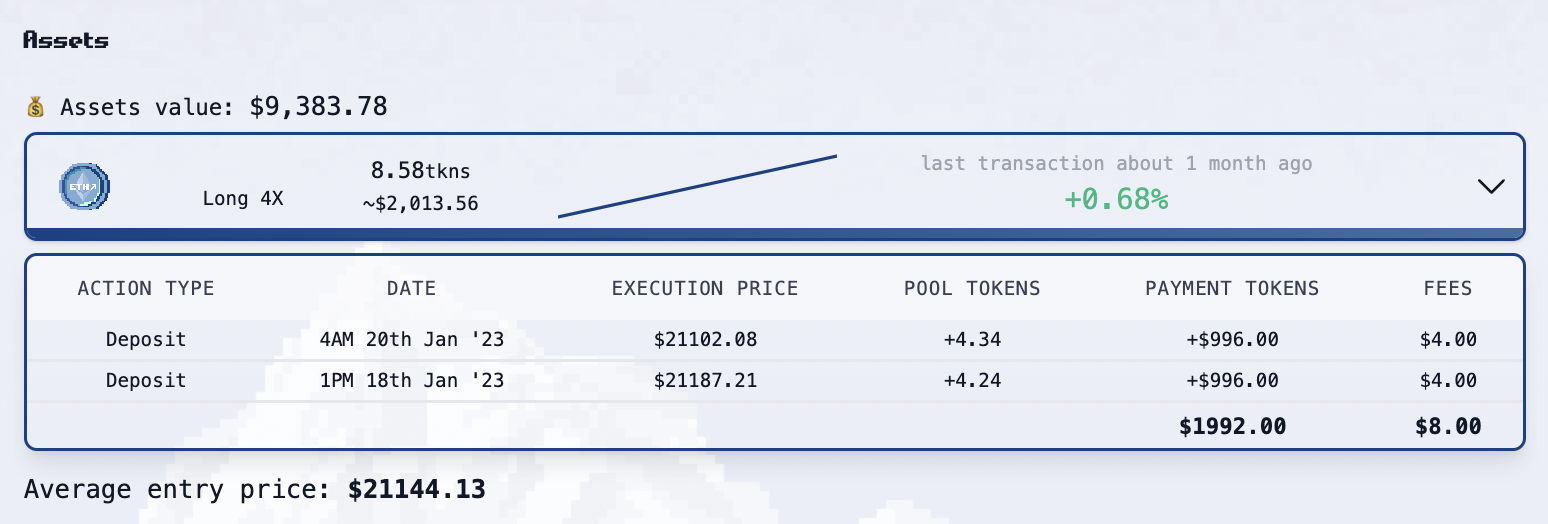 Assets
Assets value: $9,383.78
ETH↗
Long 4X
8.58tkns
~$2,013.56
last transaction about 1 month ago
+0.68%
ACTION TYPE DATE EXECUTION PRICE POOL TOKENS PAYMENT TOKENS FEES
Deposit 4AM 20th Jan '23 $21102.08 +4.34 +$996.00 $4.00
Deposit 1PM 18th Jan '23 $21187.21 +4.24 +$996.00 $4.00
$1992.00 $8.00
Average entry price: $21144.13